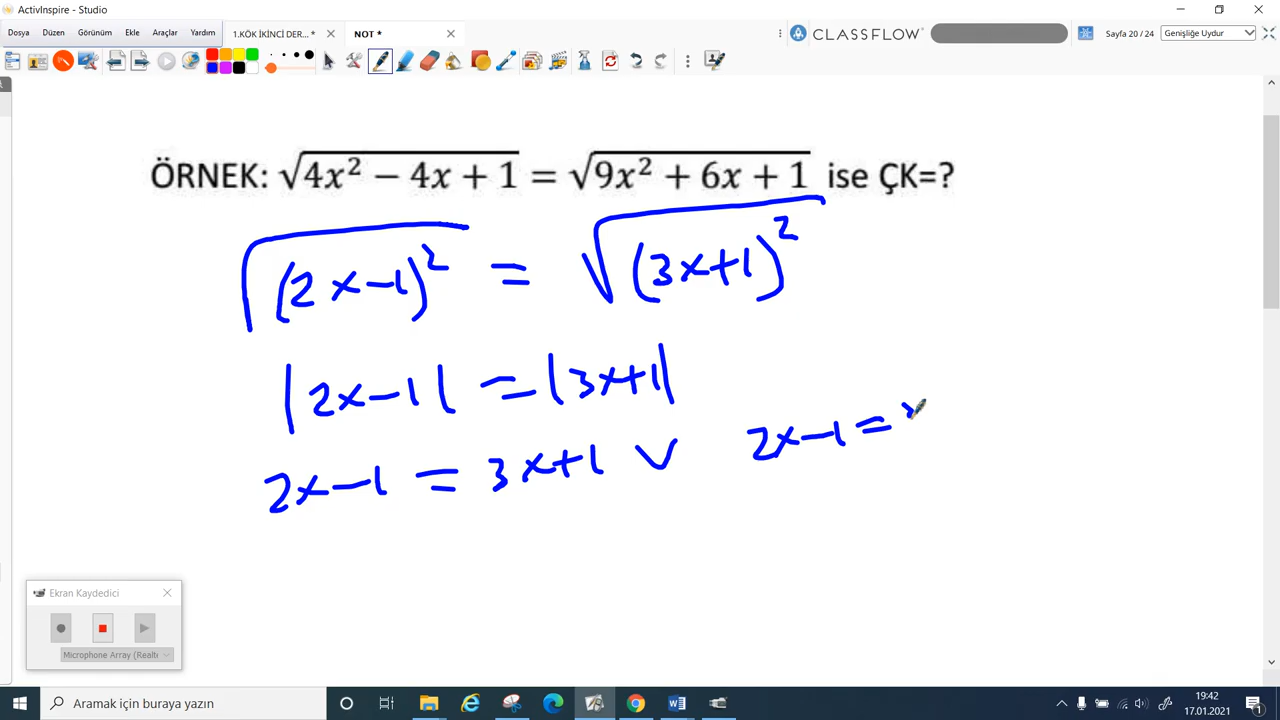 ActivInspire - Studio
Dosya Düzen Görünüm Ekle Araçlar Yardım
1.KÖK İKİNCİ DER... *
NOT *
CLASSFLOW
Sayfa 20 / 24
Genişliğe Uydur
ÖRNEK: √(4x² − 4x + 1) = √(9x² + 6x + 1) ise ÇK=?
√(2x−1)² = √(3x+1)²
|2x−1| = |3x+1|
2x−1 = 3x+1 ∨ 2x−1 =
Ekran Kaydedici
Microphone Array (Realt
Aramak için buraya yazın
19:42
17.01.2021
1